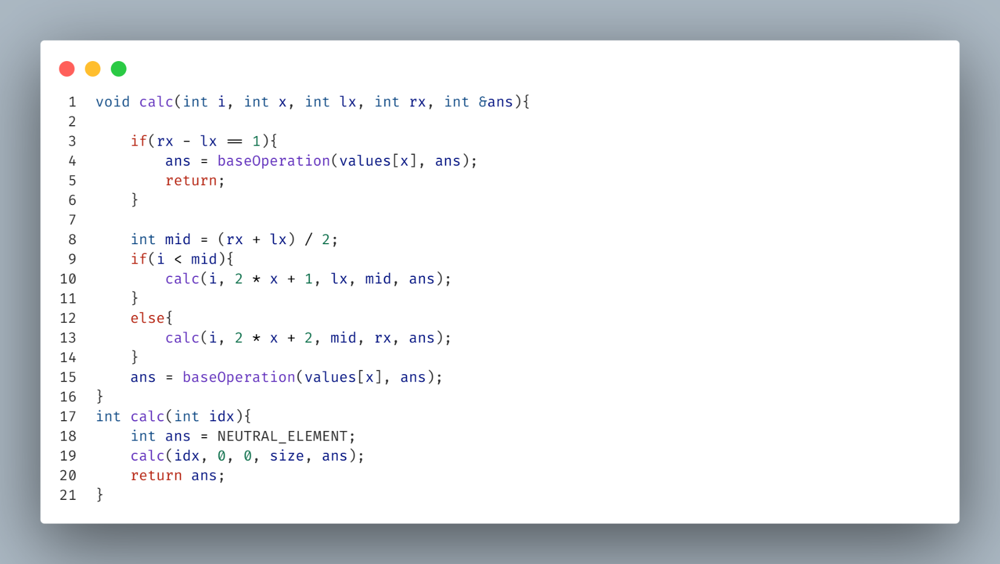 1 void calc(int i, int x, int lx, int rx, int &ans){
2
3     if(rx - lx == 1){
4         ans = baseOperation(values[x], ans);
5         return;
6     }
7
8     int mid = (rx + lx) / 2;
9     if(i < mid){
10         calc(i, 2 * x + 1, lx, mid, ans);
11     }
12     else{
13         calc(i, 2 * x + 2, mid, rx, ans);
14     }
15     ans = baseOperation(values[x], ans);
16 }
17 int calc(int idx){
18     int ans = NEUTRAL_ELEMENT;
19     calc(idx, 0, 0, size, ans);
20     return ans;
21 }